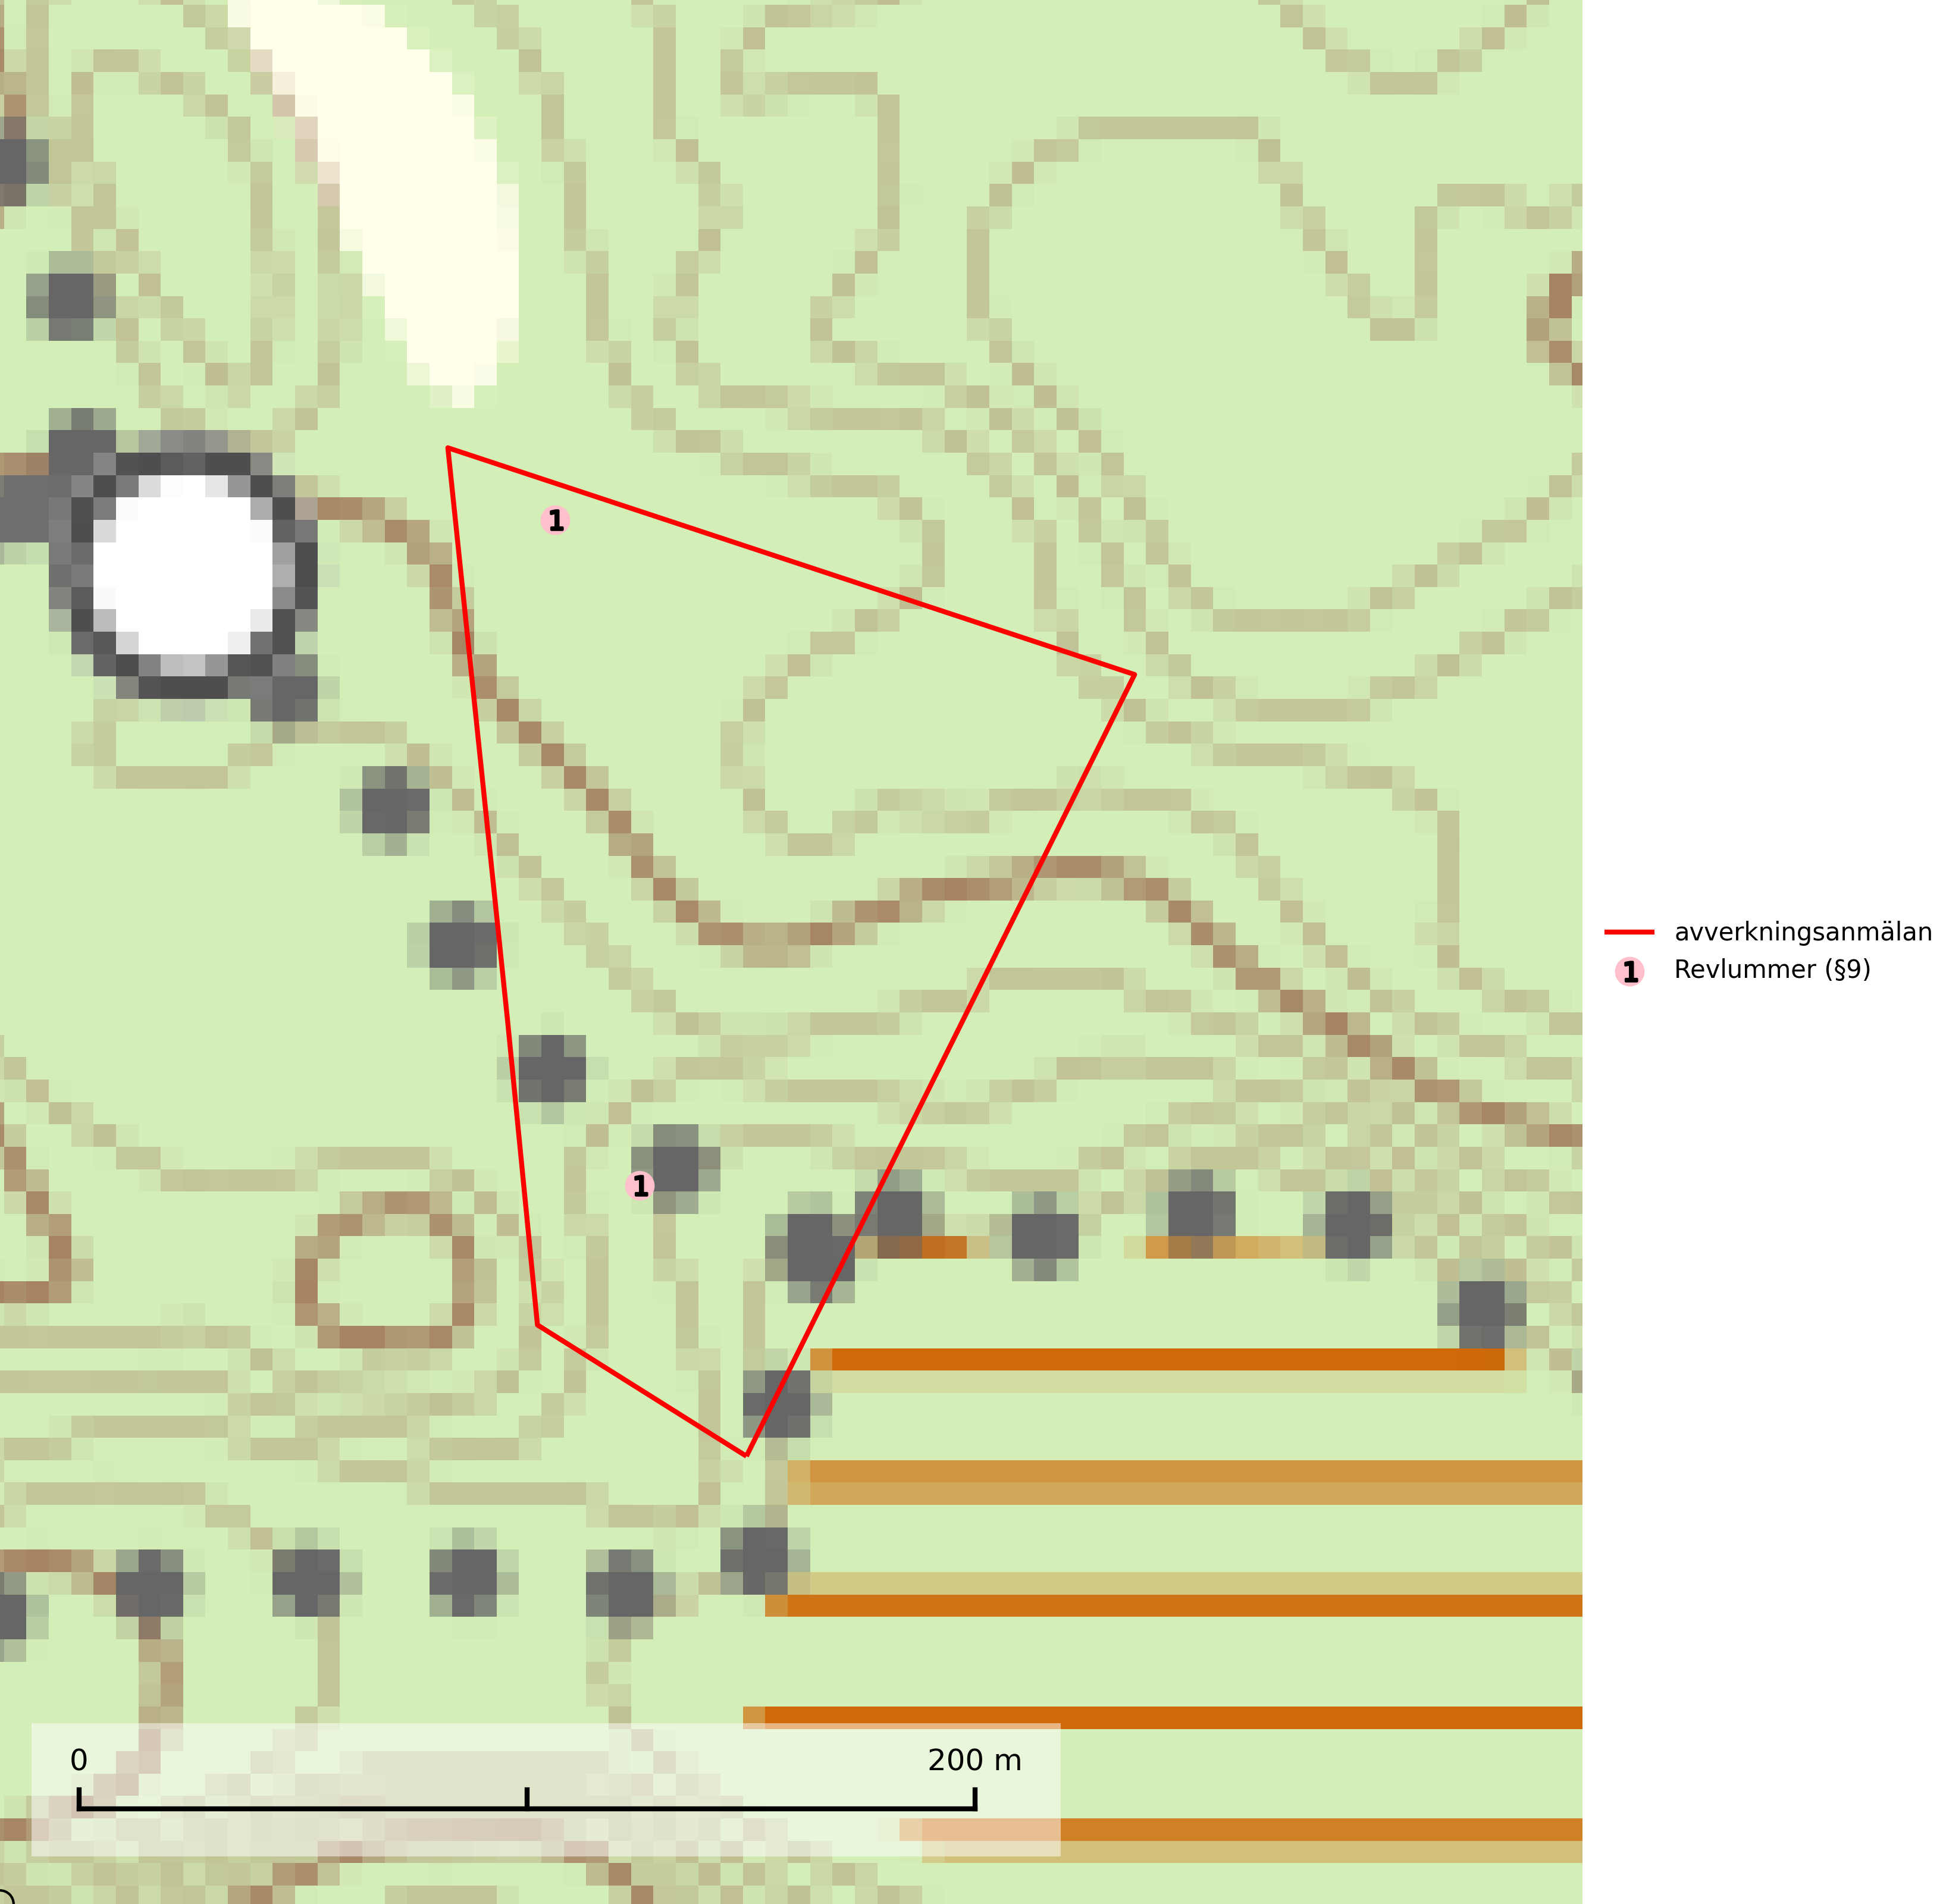 1
avverkningsanmälan
1 Revlummer (§9)
1
0 200 m